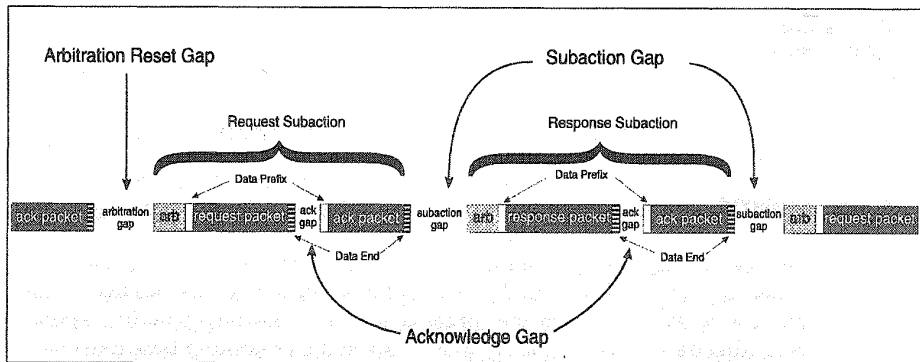 Arbitration Reset Gap
Subaction Gap
Request Subaction
Response Subaction
Data Prefix
Data Prefix
ack packet
arbitration
gap
arb
request packet
ack
gap
ack packet
subaction
gap
arb
response packet
ack
gap
ack packet
subaction
gap
arb
request packet
Data End
Data End
Acknowledge Gap